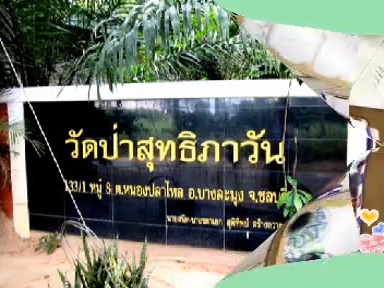 วัดป่าสุทธิภาวัน
133/1 หมู่ 8 ต.หนองปลาไหล อ.บางละมุง จ.ชลบุรี